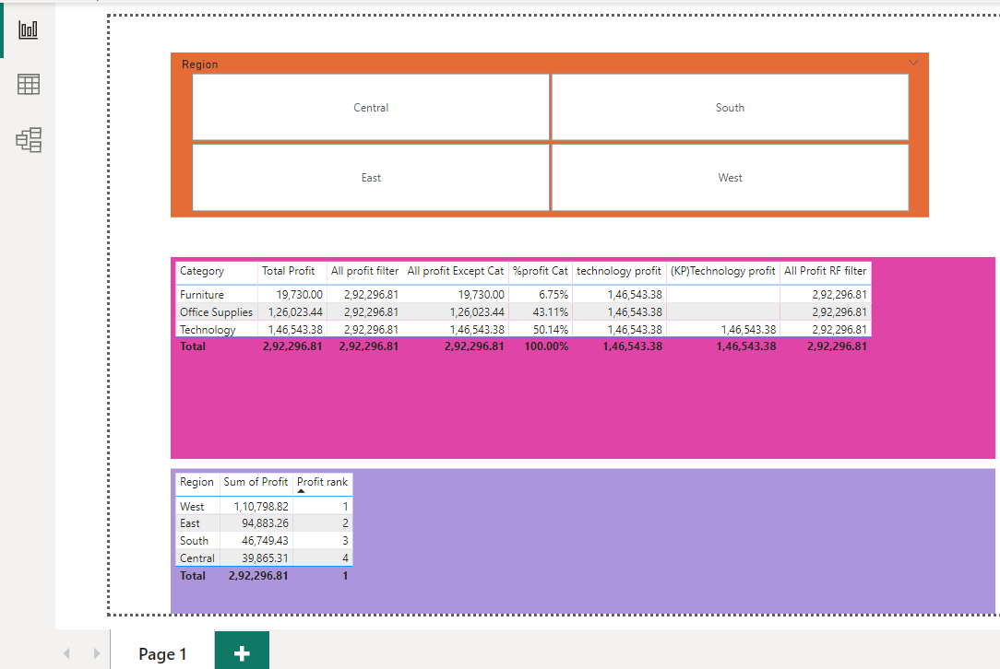 Region
Central South
East West
Category Total Profit All profit filter All profit Except Cat %profit Cat technology profit (KP)Technology profit All Profit RF filter
Furniture 19,730.00 2,92,296.81 19,730.00 6.75% 1,46,543.38 2,92,296.81
Office Supplies 1,26,023.44 2,92,296.81 1,26,023.44 43.11% 1,46,543.38 2,92,296.81
Technology 1,46,543.38 2,92,296.81 1,46,543.38 50.14% 1,46,543.38 1,46,543.38 2,92,296.81
Total 2,92,296.81 2,92,296.81 2,92,296.81 100.00% 1,46,543.38 1,46,543.38 2,92,296.81
Region Sum of Profit Profit rank
West 1,10,798.82 1
East 94,883.26 2
South 46,749.43 3
Central 39,865.31 4
Total 2,92,296.81 1
Page 1